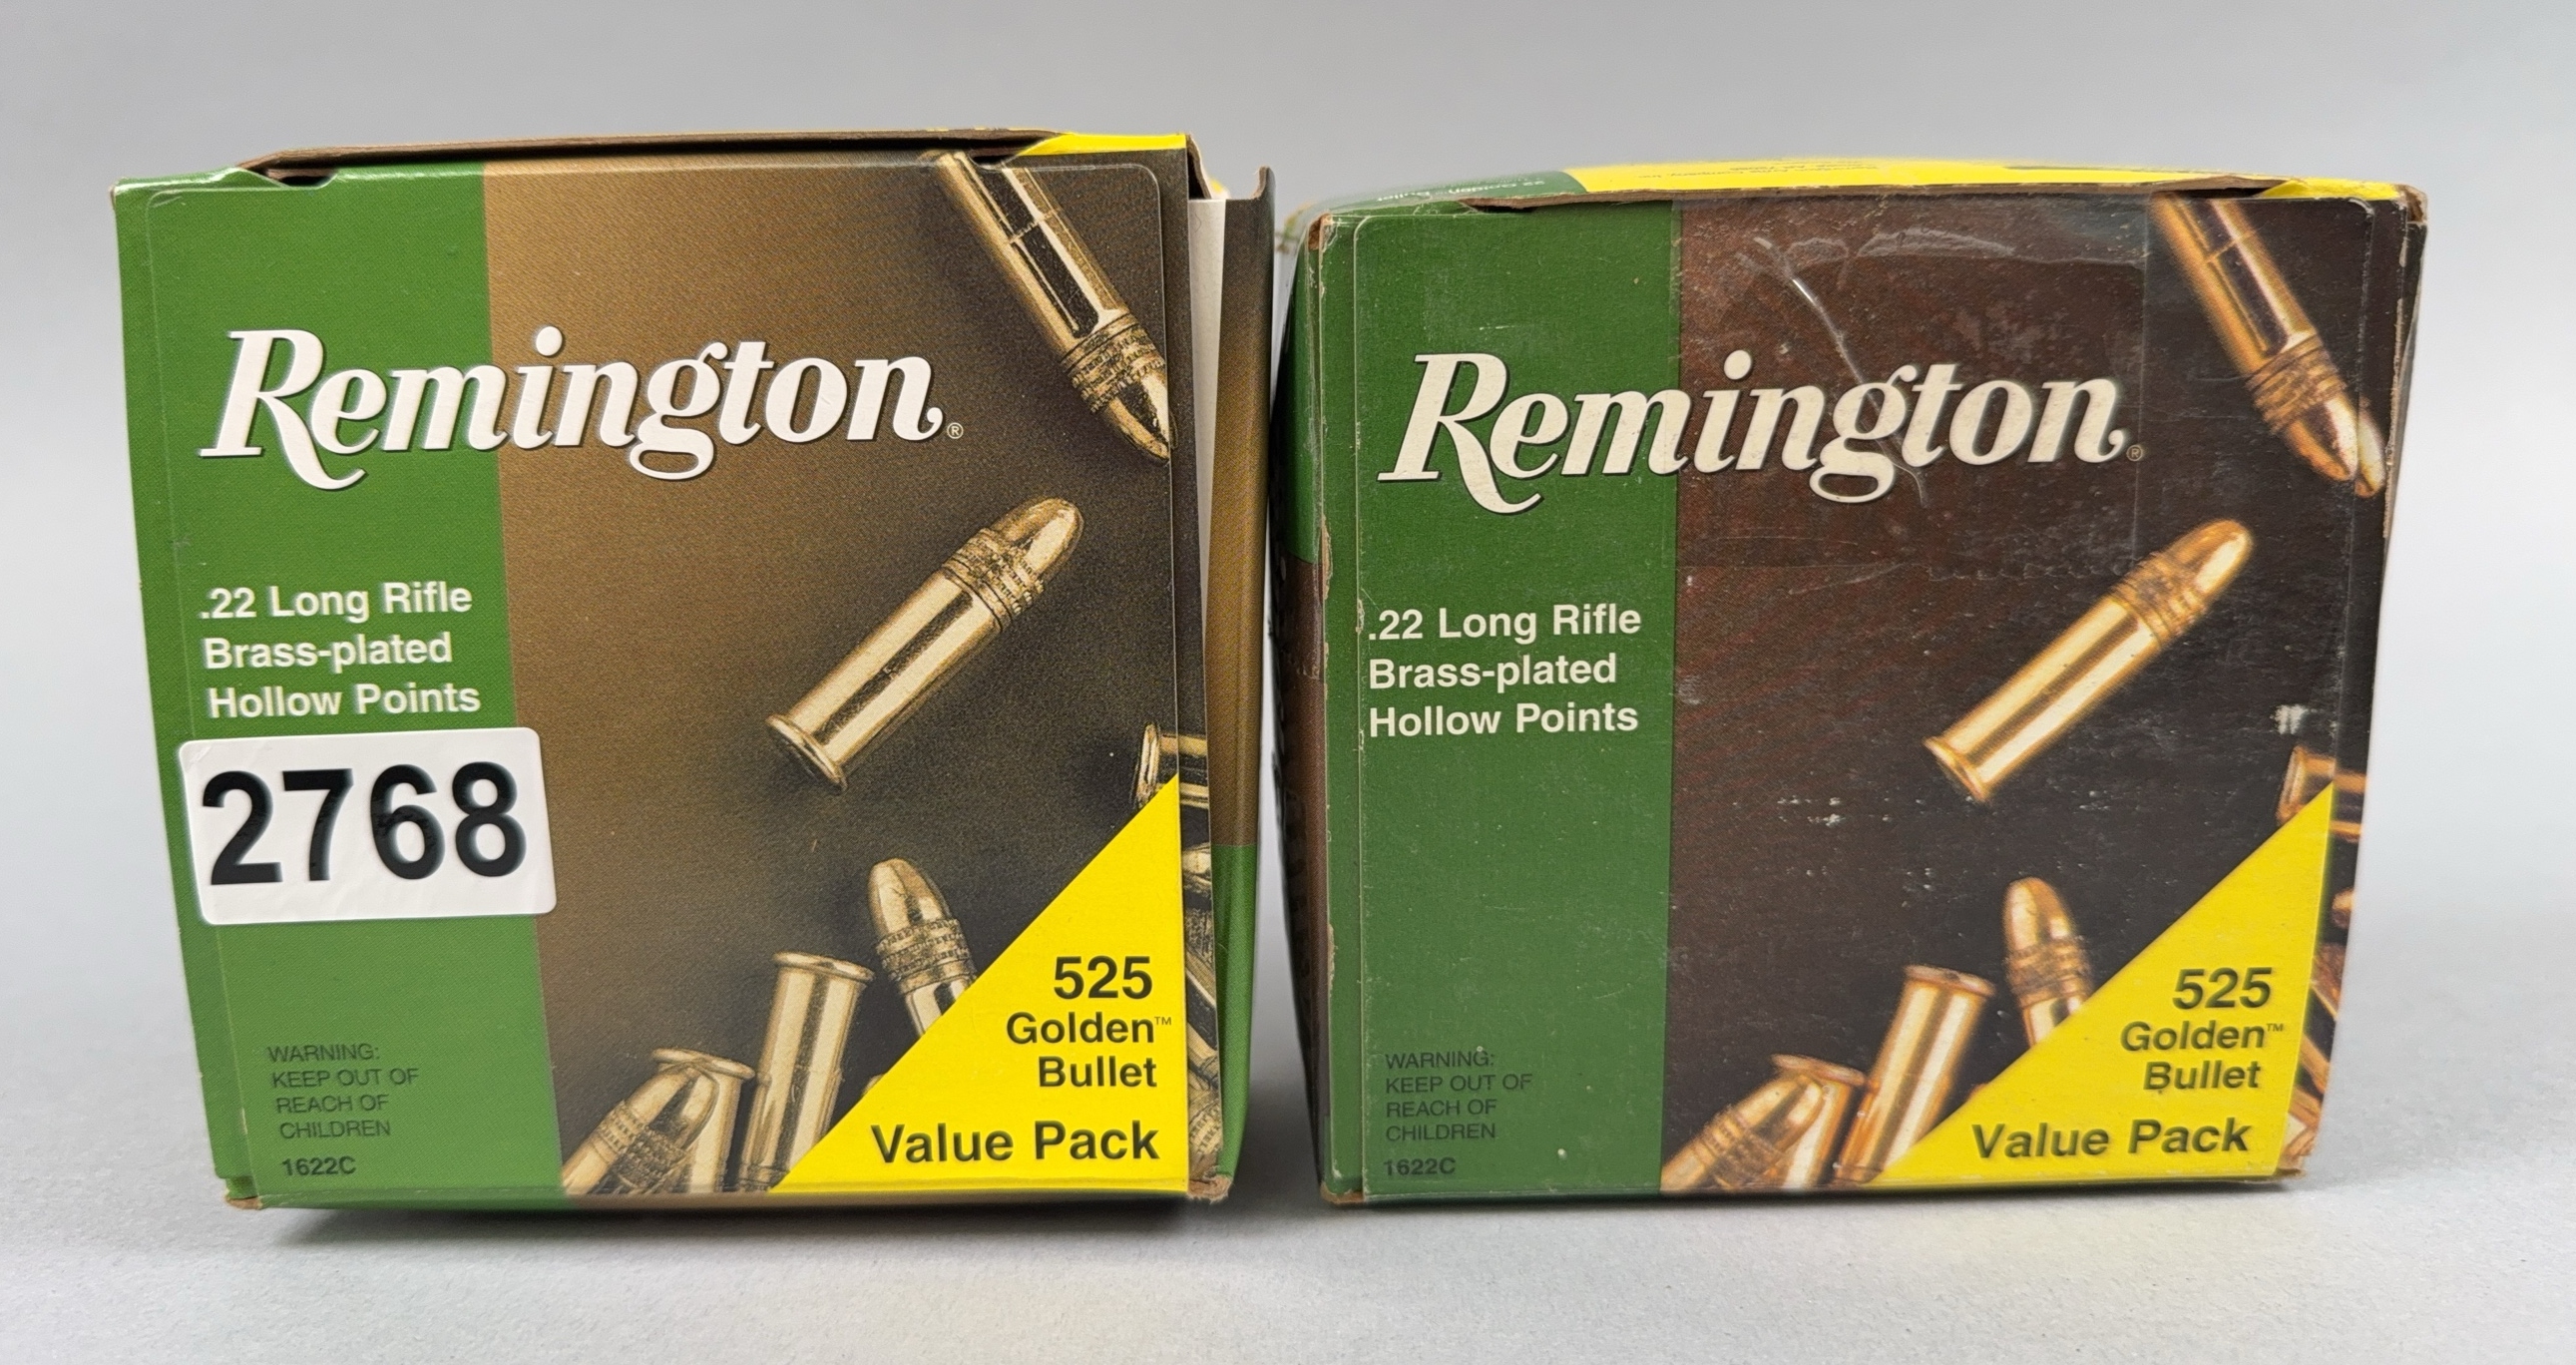 Remington®
.22 Long Rifle
Brass-plated
Hollow Points
2768
WARNING:
KEEP OUT OF
REACH OF
CHILDREN
1622C
525
Golden™
Bullet
Value Pack
Remington®
.22 Long Rifle
Brass-plated
Hollow Points
WARNING:
KEEP OUT OF
REACH OF
CHILDREN
1622C
525
Golden™
Bullet
Value Pack